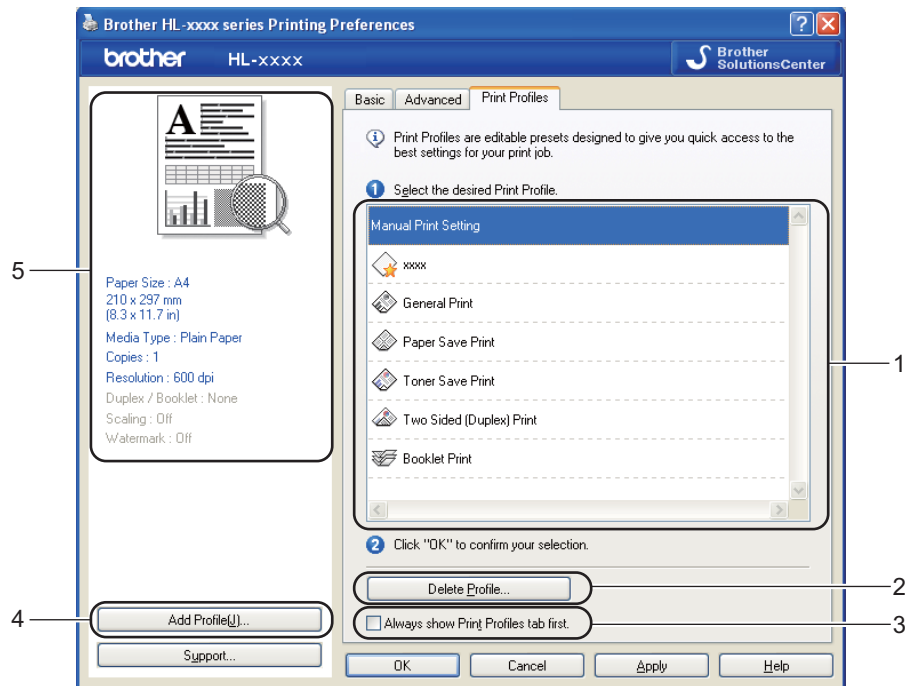 Brother HL-xxxx series Printing Preferences
brother HL-xxxx
Brother
SolutionsCenter
A
Paper Size : A4
210 x 297 mm
(8.3 x 11.7 in)
Media Type : Plain Paper
Copies : 1
Resolution : 600 dpi
Duplex / Booklet : None
Scaling : Off
Watermark : Off
Add Profile(J)...
Support...
Basic Advanced Print Profiles
Print Profiles are editable presets designed to give you quick access to the
best settings for your print job.
1 Select the desired Print Profile.
Manual Print Setting
xxxx
General Print
Paper Save Print
Toner Save Print
Two Sided (Duplex) Print
Booklet Print
2 Click "OK" to confirm your selection.
Delete Profile...
Always show Print Profiles tab first.
OK Cancel Apply Help
1
2
3
4
5